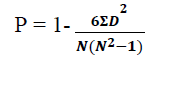 P = 1- 6ΣD²/N(N²−1)